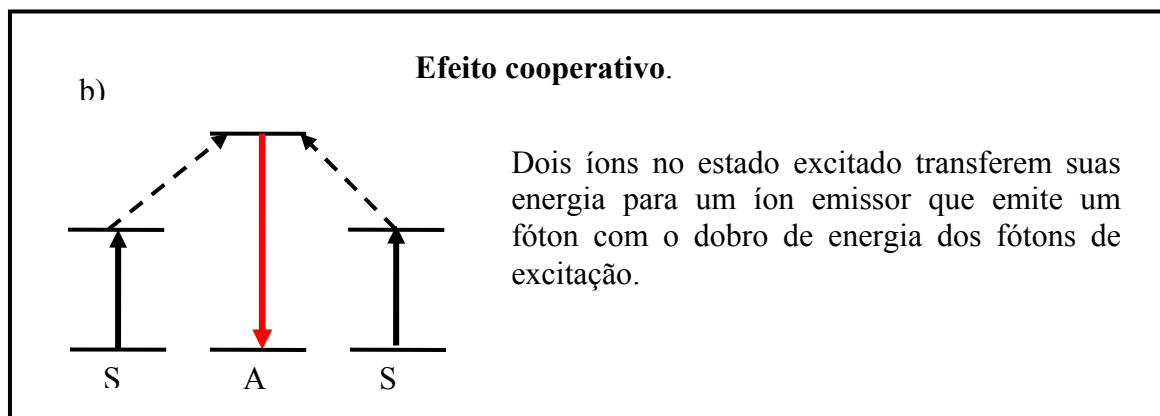 Efeito cooperativo.
b)
Dois íons no estado excitado transferem suas
energia para um íon emissor que emite um
fóton com o dobro de energia dos fótons de
excitação.
S A S